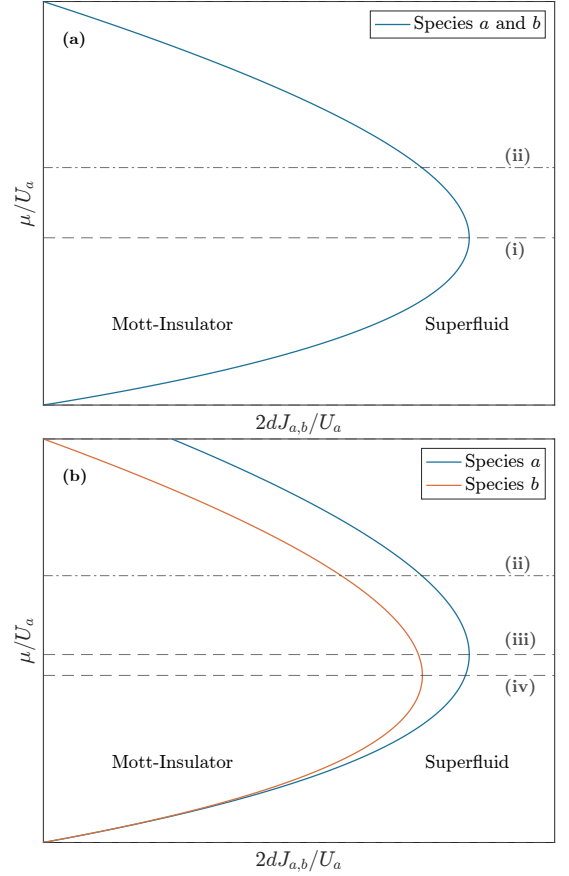 (a)
Species a and b
(ii)
(i)
μ/U_a
Mott-Insulator
Superfluid
2dJ_{a,b}/U_a
(b)
Species a
Species b
(ii)
(iii)
(iv)
μ/U_a
Mott-Insulator
Superfluid
2dJ_{a,b}/U_a